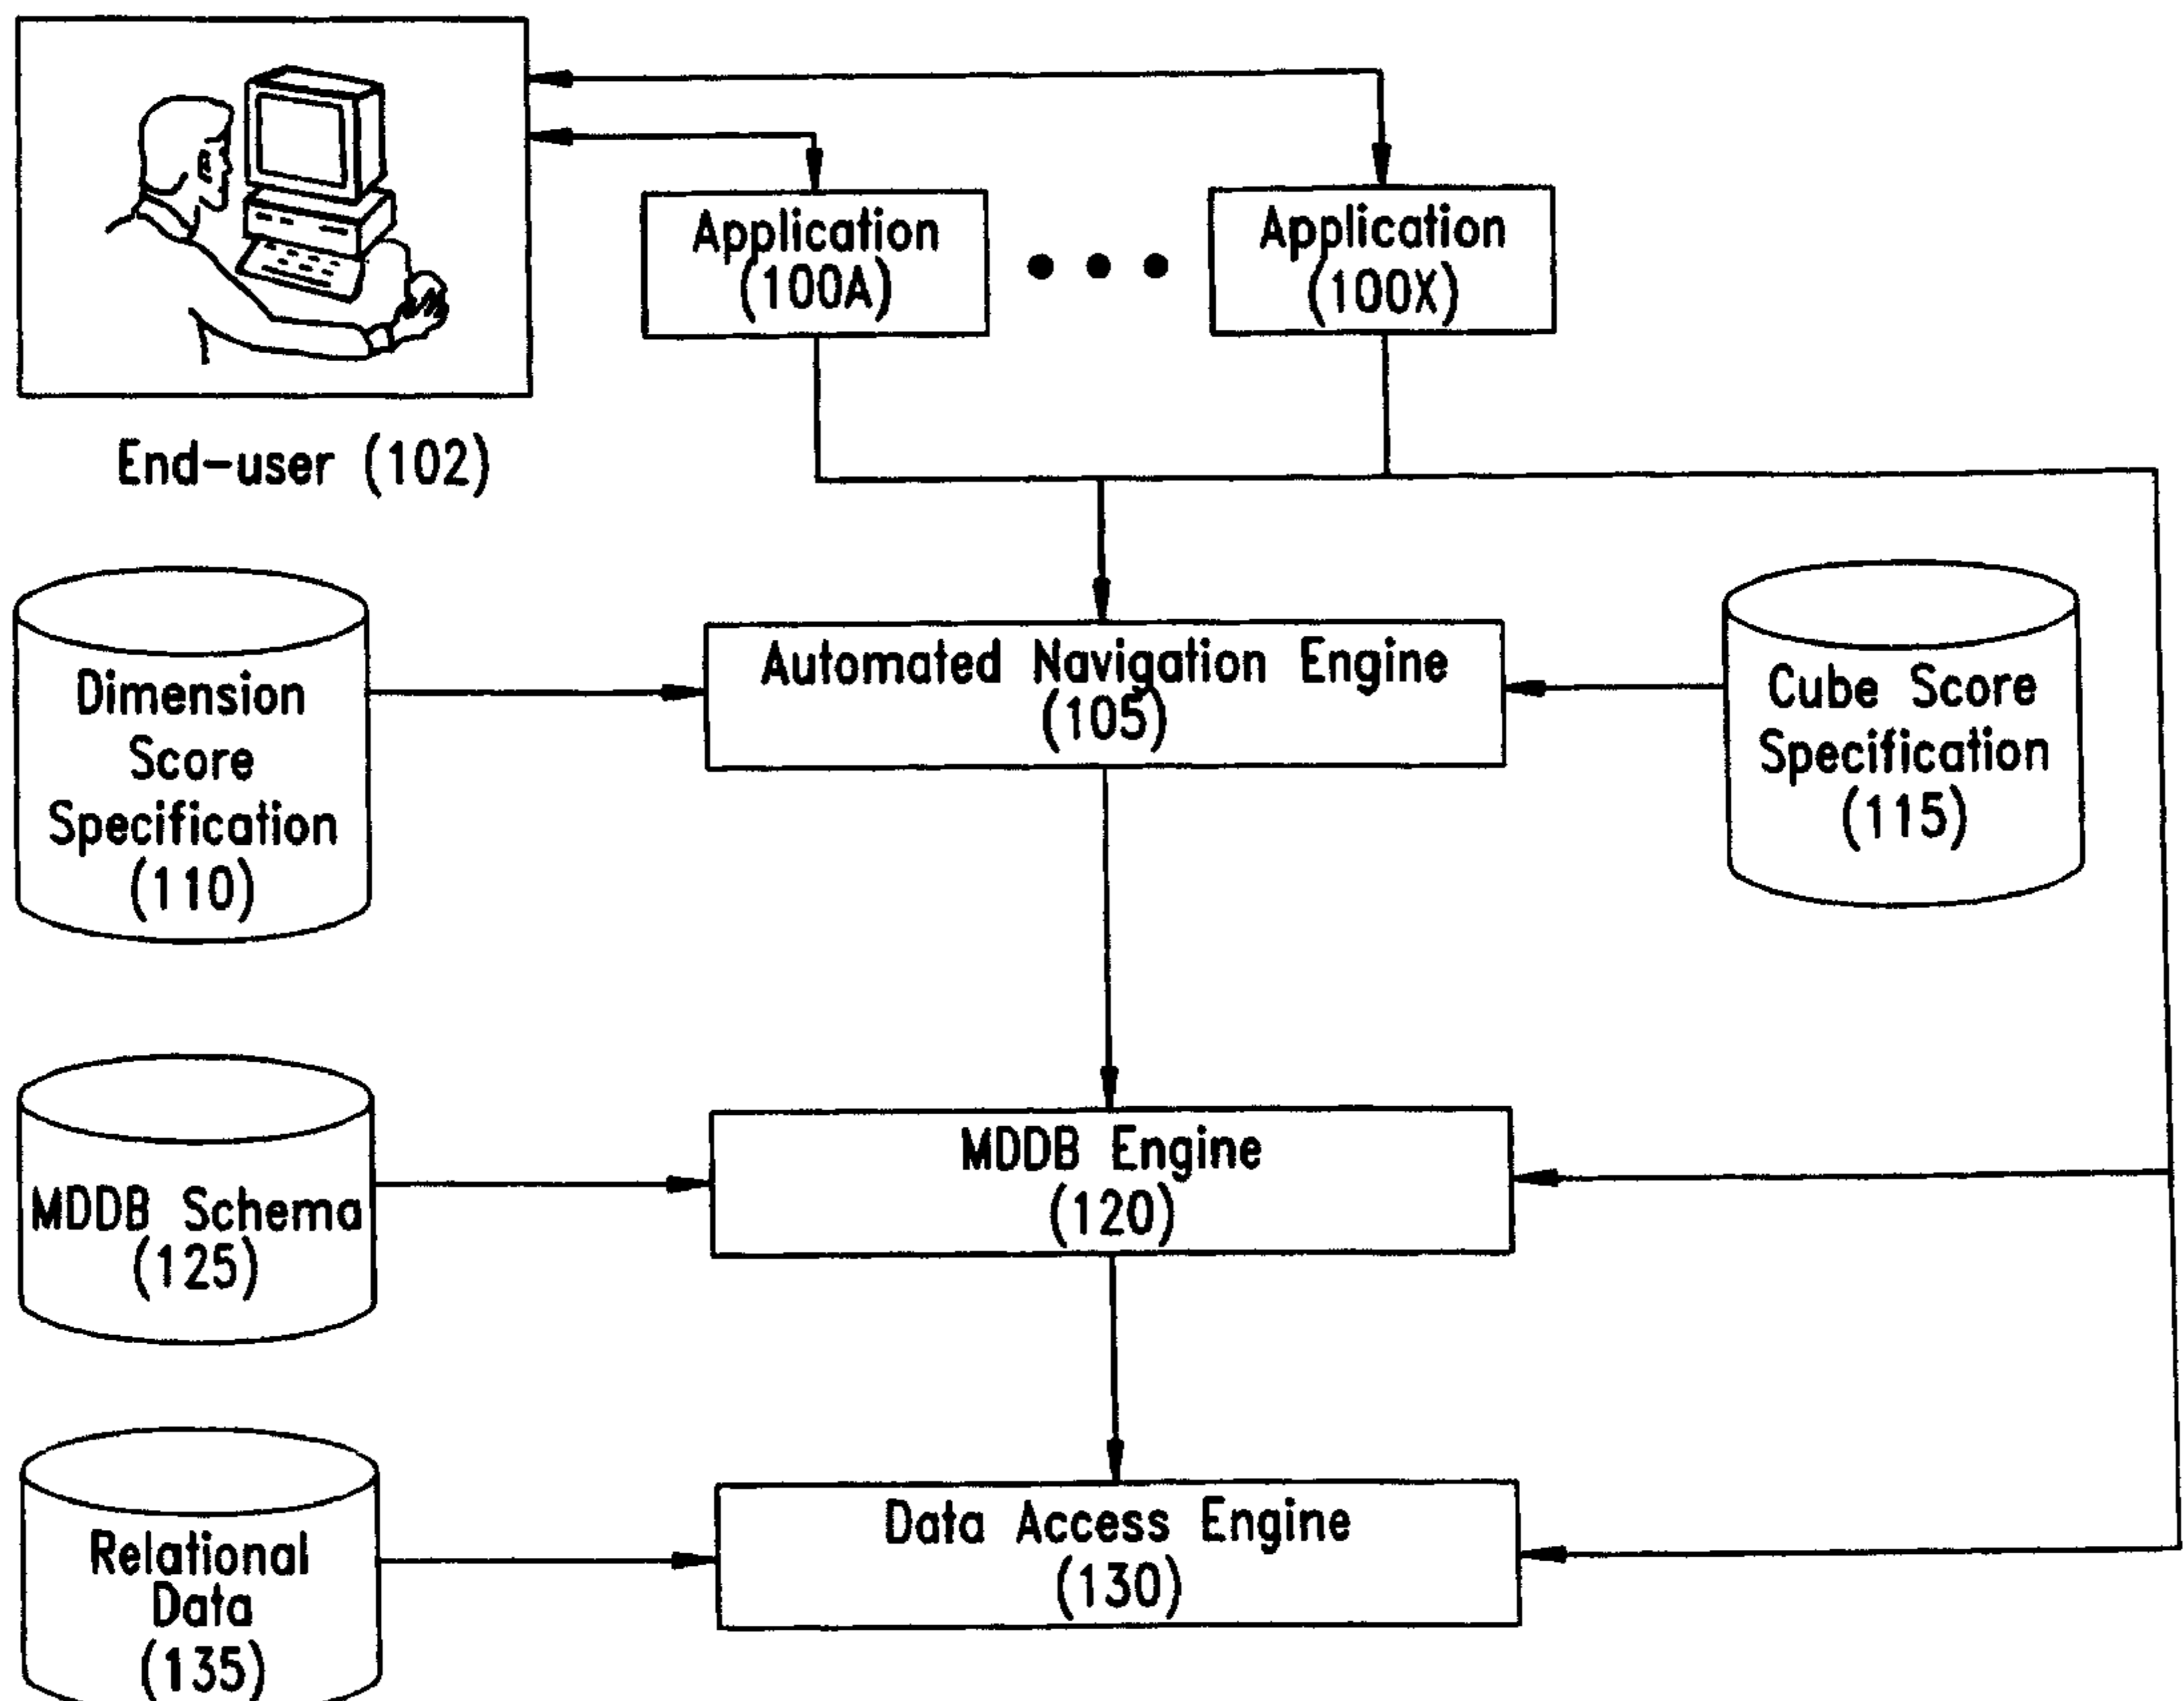 Application
(100A)
Application
(100X)
End-user (102)
Dimension
Score
Specification
(110)
Automated Navigation Engine
(105)
Cube Score
Specification
(115)
MDDB Schema
(125)
MDDB Engine
(120)
Relational
Data
(135)
Data Access Engine
(130)